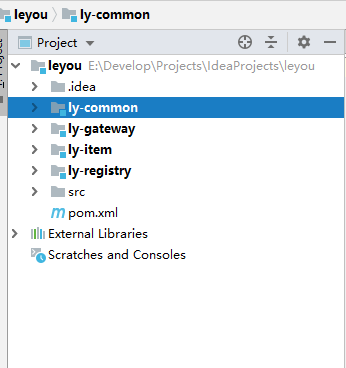 leyou ly-common
Project
leyou E:\Develop\Projects\IdeaProjects\leyou
.idea
ly-common
ly-gateway
ly-item
ly-registry
src
pom.xml
External Libraries
Scratches and Consoles